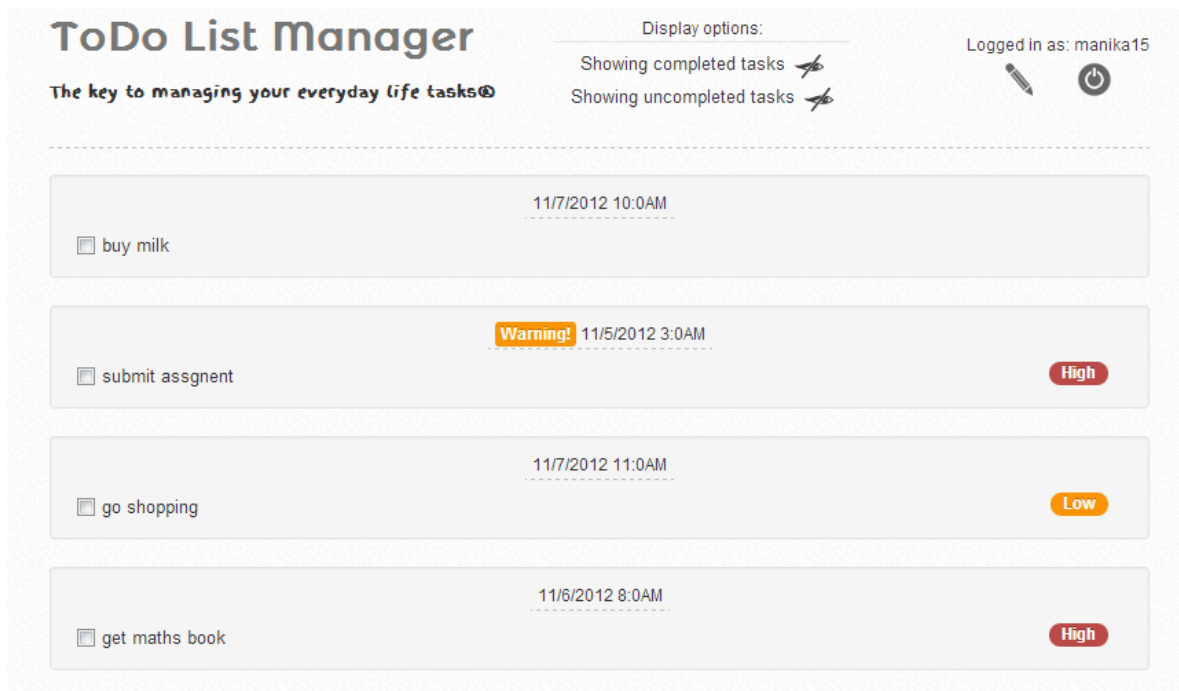 ToDo List Manager
The key to managing your everyday life tasks®
Display options:
Showing completed tasks
Showing uncompleted tasks
Logged in as: manika15
11/7/2012 10:0AM
buy milk
Warning! 11/5/2012 3:0AM
submit assgnent
High
11/7/2012 11:0AM
go shopping
Low
11/6/2012 8:0AM
get maths book
High